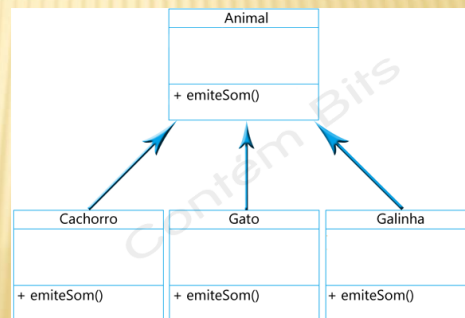 Animal
+ emiteSom()
Contém Bits
Cachorro
Gato
Galinha
+ emiteSom()
+ emiteSom()
+ emiteSom()